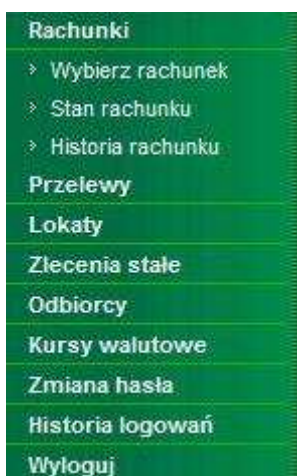 Rachunki
Wybierz rachunek
Stan rachunku
Historia rachunku
Przelewy
Lokaty
Zlecenia stałe
Odbiorcy
Kursy walutowe
Zmiana hasła
Historia logowań
Wyloguj